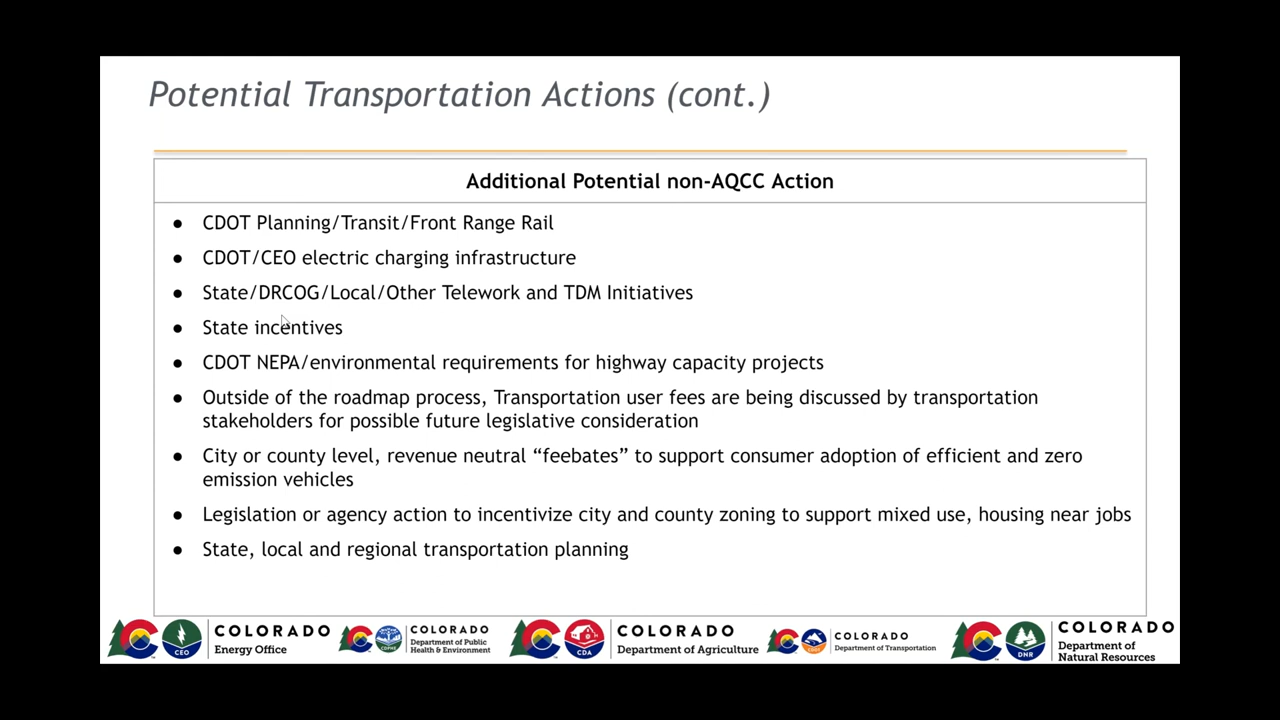 Potential Transportation Actions (cont.)
Additional Potential non-AQCC Action
● CDOT Planning/Transit/Front Range Rail
● CDOT/CEO electric charging infrastructure
● State/DRCOG/Local/Other Telework and TDM Initiatives
● State incentives
● CDOT NEPA/environmental requirements for highway capacity projects
● Outside of the roadmap process, Transportation user fees are being discussed by transportation
stakeholders for possible future legislative consideration
● City or county level, revenue neutral “feebates” to support consumer adoption of efficient and zero
emission vehicles
● Legislation or agency action to incentivize city and county zoning to support mixed use, housing near jobs
● State, local and regional transportation planning
CEO
COLORADO
Energy Office
CDPHE
COLORADO
Department of Public
Health & Environment
CDA
COLORADO
Department of Agriculture
CDOT
COLORADO
Department of Transportation
DNR
COLORADO
Department of
Natural Resources